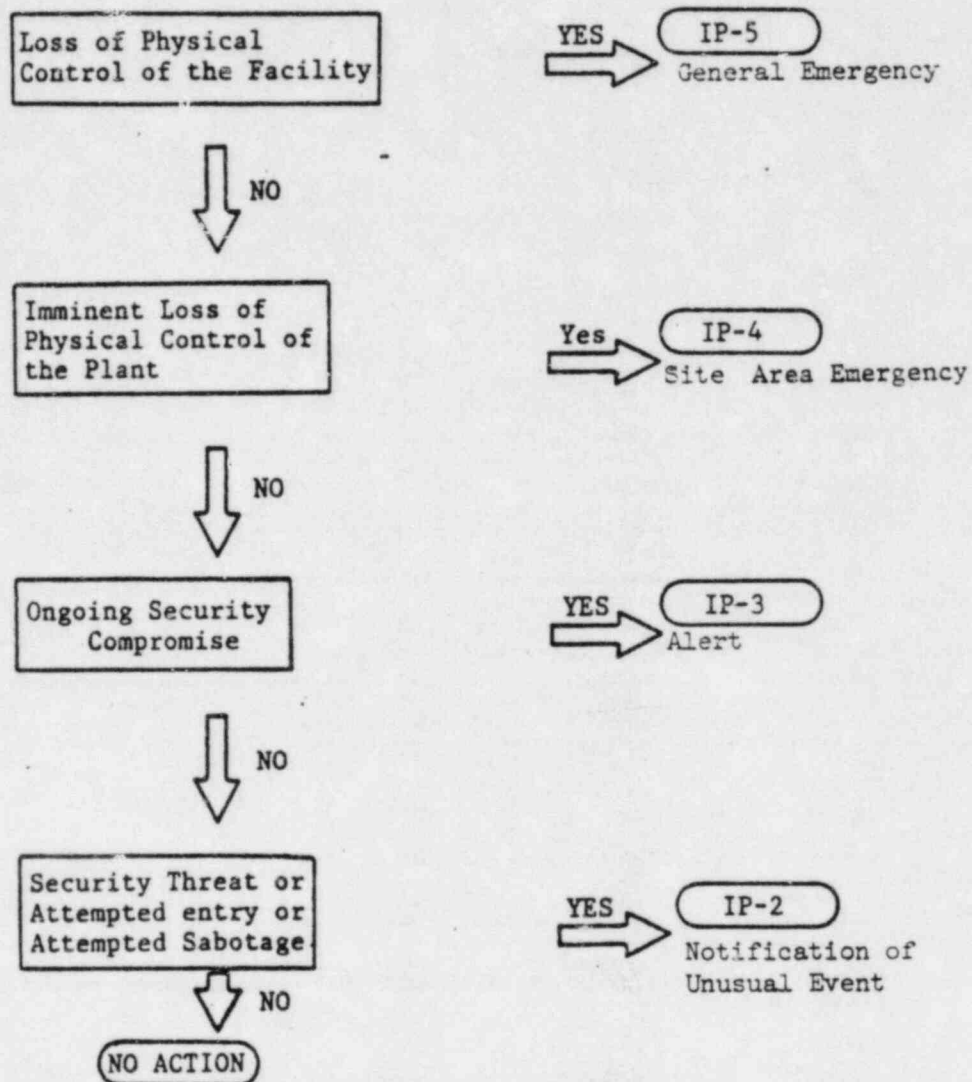 Loss of Physical
Control of the Facility
YES
IP-5
General Emergency
NO
Imminent Loss of
Physical Control of
the Plant
Yes
IP-4
Site Area Emergency
NO
Ongoing Security
Compromise
YES
IP-3
Alert
NO
Security Threat or
Attempted entry or
Attempted Sabotage
YES
IP-2
Notification of
Unusual Event
NO
NO ACTION